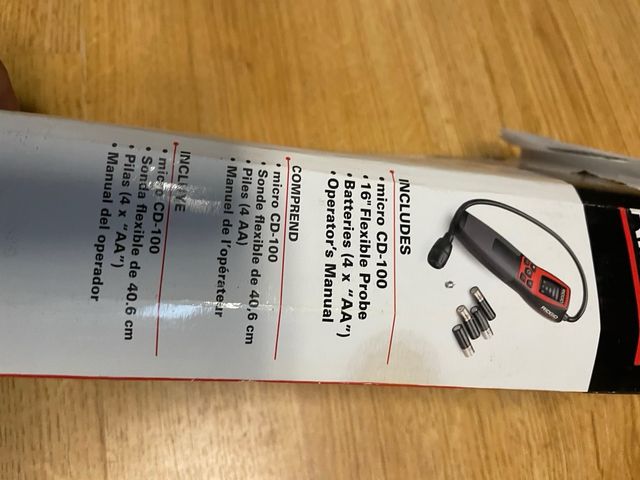 INCLUDES
• micro CD-100
• 16" Flexible Probe
• Batteries (4 x "AA")
• Operator's Manual
COMPREND
• micro CD-100
• Sonde flexible de 40,6 cm
• Piles (4 AA)
• Manuel de l'opérateur
INCLUYE
• micro CD-100
• Sonda flexible de 40.6 cm
• Pilas (4 x "AA")
• Manual del operador
RIDGID